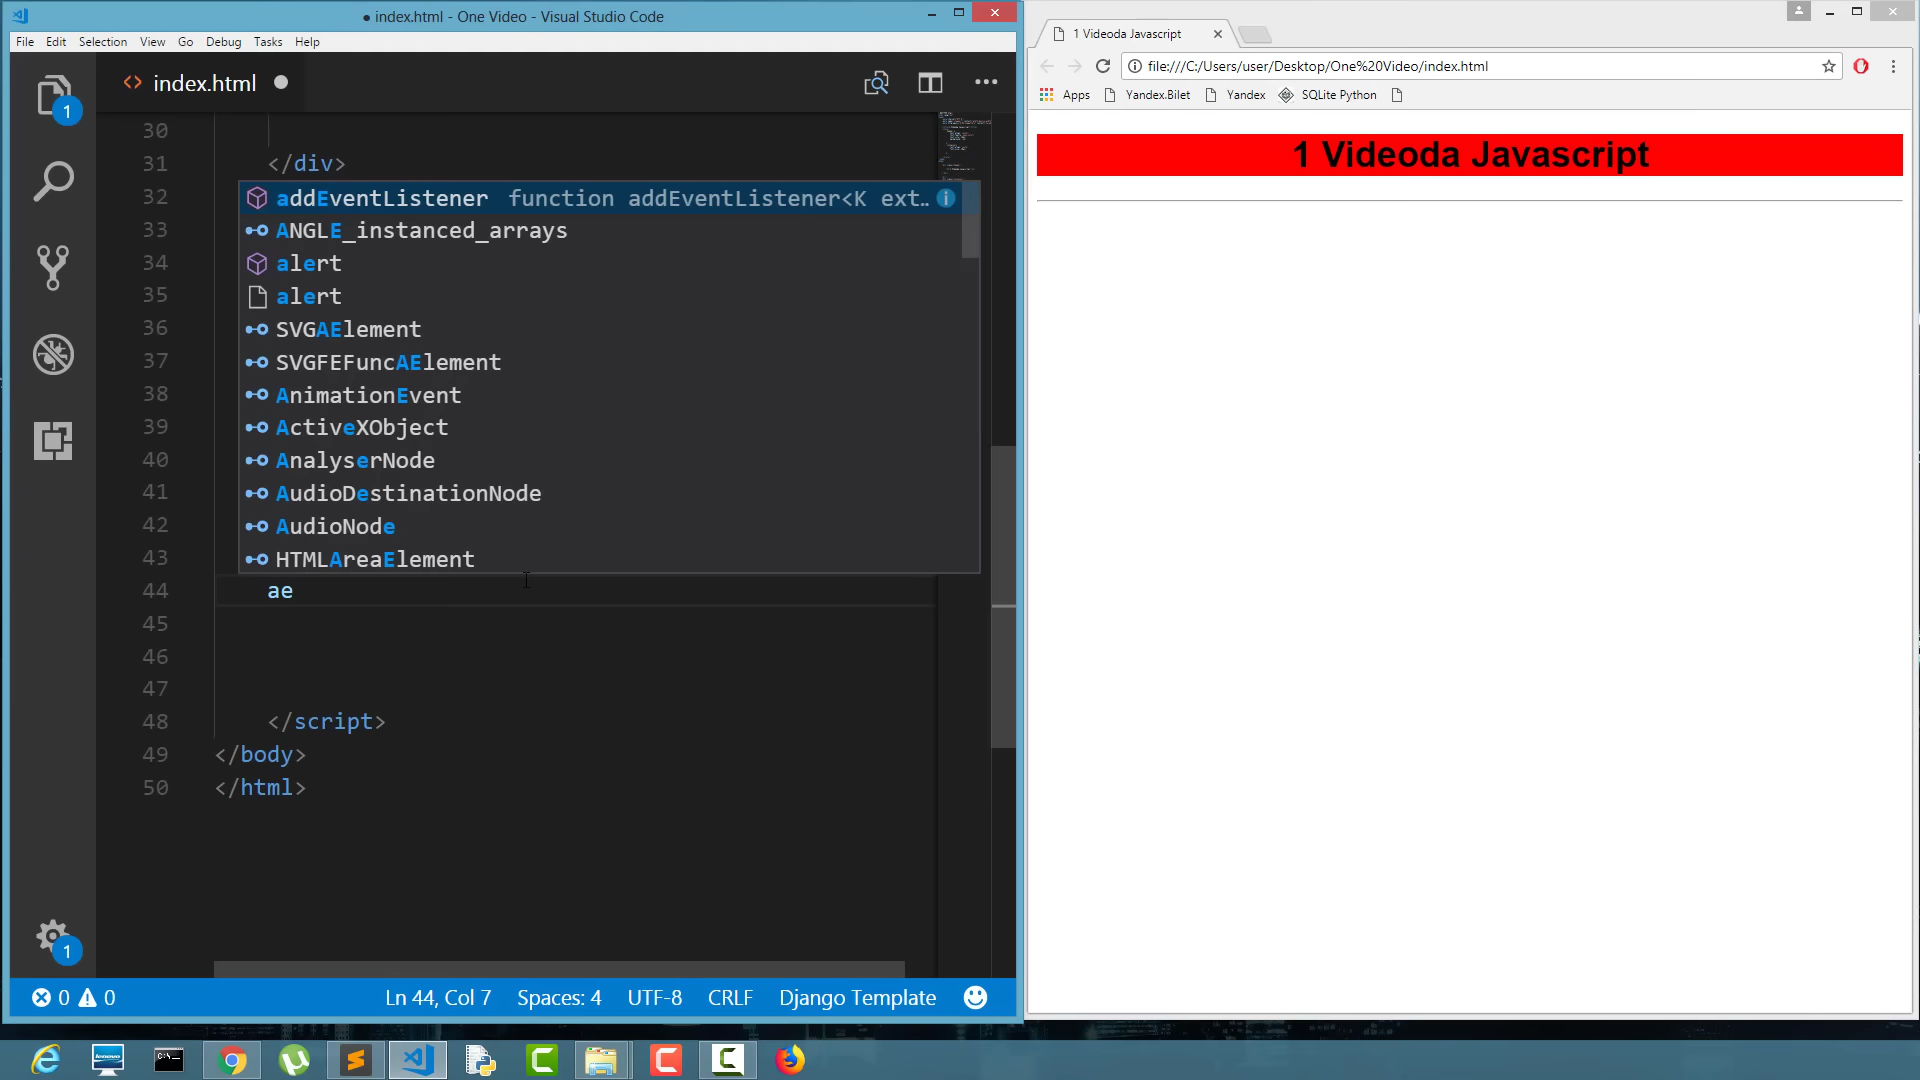 ● index.html - One Video - Visual Studio Code
File Edit Selection View Go Debug Tasks Help
<> index.html ●
1
30
31 </div>
32
33
34
35
36
37
38
39
40
41
42
43
addEventListener function addEventListener<K ext..
ANGLE_instanced_arrays
alert
alert
SVGAElement
SVGFEFuncAElement
AnimationEvent
ActiveXObject
AnalyserNode
AudioDestinationNode
AudioNode
HTMLAreaElement
44 ae
45
46
47
48 </script>
49 </body>
50 </html>
1
0 0 Ln 44, Col 7 Spaces: 4 UTF-8 CRLF Django Template
1 Videoda Javascript
file:///C:/Users/user/Desktop/One%20Video/index.html
Apps Yandex.Bilet Yandex SQLite Python
1 Videoda Javascript
lenovo